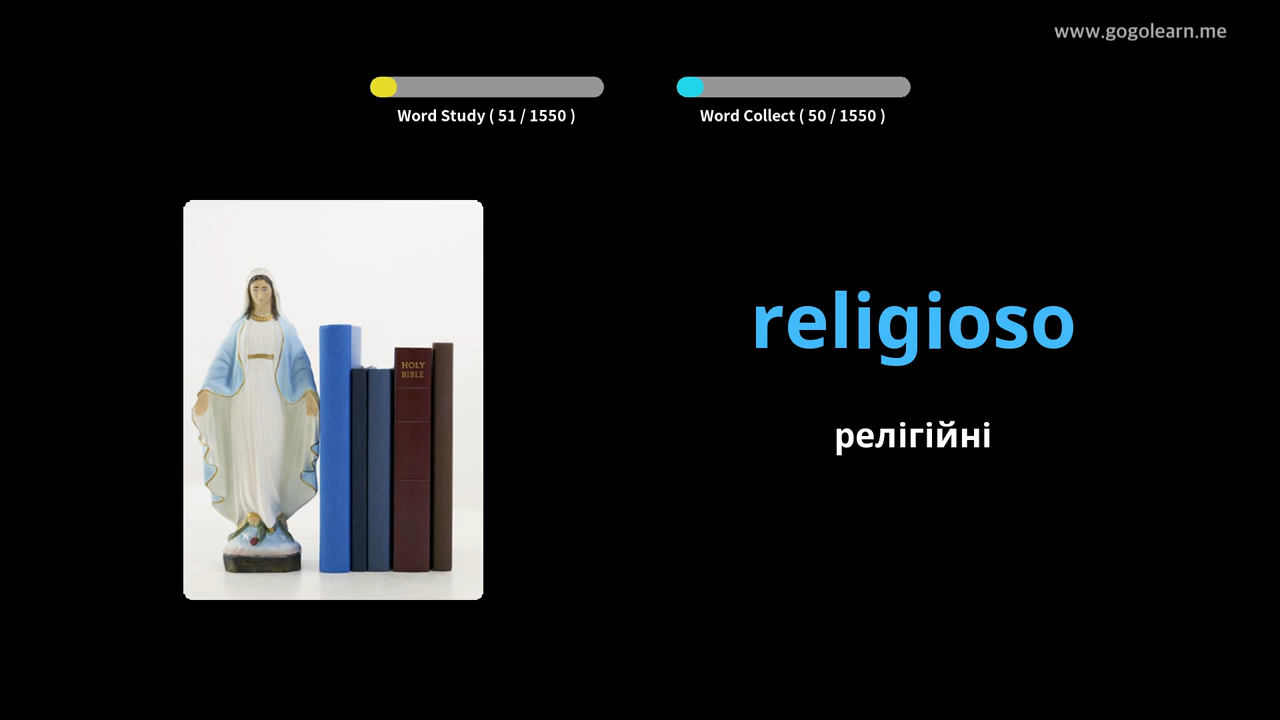 www.gogolearn.me
Word Study ( 51 / 1550 )
Word Collect ( 50 / 1550 )
HOLY
BIBLE
religioso
релігійні